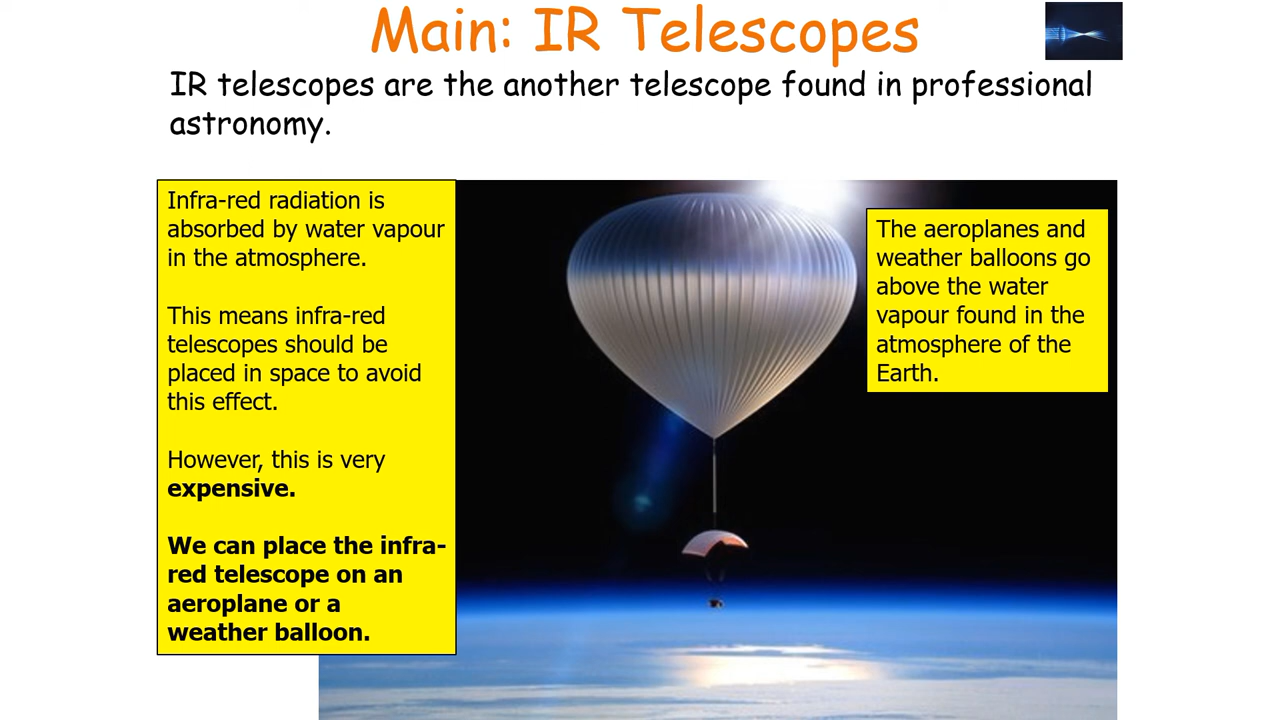 Main: IR Telescopes
IR telescopes are the another telescope found in professional
astronomy.
Infra-red radiation is
absorbed by water vapour
in the atmosphere.
This means infra-red
telescopes should be
placed in space to avoid
this effect.
However, this is very
expensive.
We can place the infra-
red telescope on an
aeroplane or a
weather balloon.
The aeroplanes and
weather balloons go
above the water
vapour found in the
atmosphere of the
Earth.